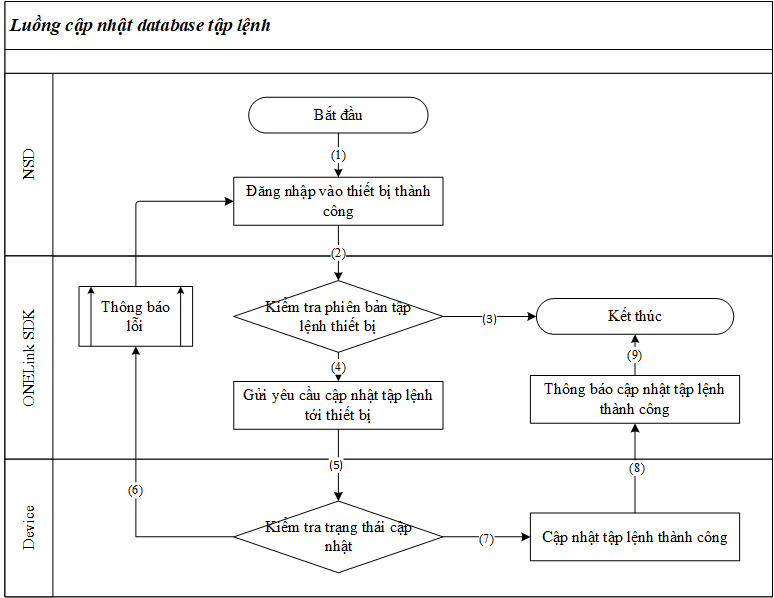 Luồng cập nhật database tập lệnh
NSD
Bắt đầu
(1)
Đăng nhập vào thiết bị thành
công
(2)
ONELink SDK
Thông báo
lỗi
Kiểm tra phiên bản tập
lệnh thiết bị
(3)
Kết thúc
(4)
(9)
Gửi yêu cầu cập nhật tập lệnh
tới thiết bị
Thông báo cập nhật tập lệnh
thành công
(5)
(8)
(6)
Device
Kiểm tra trạng thái cập
nhật
(7)
Cập nhật tập lệnh thành công